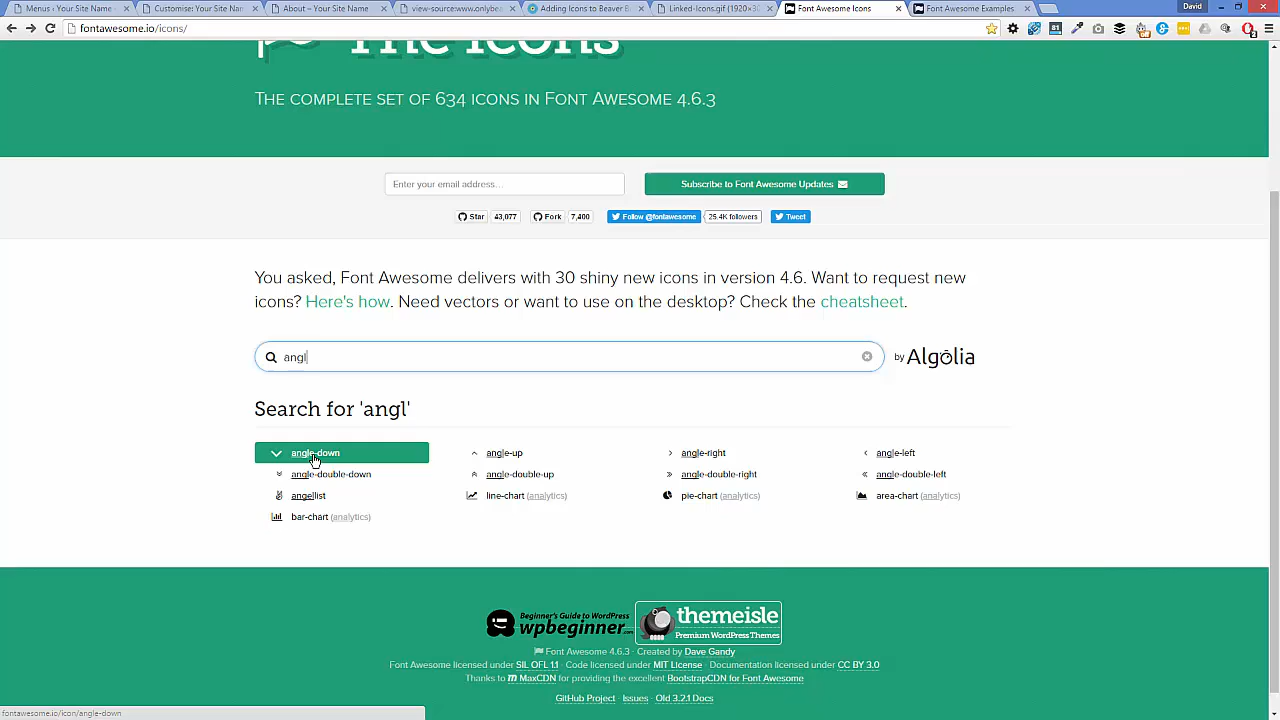 Menus ‹ Your Site Name
Customise: Your Site Nam
About – Your Site Name
view-source:www.onlybea
Adding Icons to Beaver B
Linked-Icons.gif (1920×30
Font Awesome Icons
Font Awesome Examples
David
fontawesome.io/icons/
The Icons
The complete set of 634 icons in Font Awesome 4.6.3
Enter your email address...
Subscribe to Font Awesome Updates
Star 43,077 Fork 7,400 Follow @fontawesome 25.4K followers Tweet
You asked, Font Awesome delivers with 30 shiny new icons in version 4.6. Want to request new
icons? Here's how. Need vectors or want to use on the desktop? Check the cheatsheet.
angl
by Algolia
Search for 'angl'
angle-down angle-up angle-right angle-left
angle-double-down angle-double-up angle-double-right angle-double-left
angellist line-chart (analytics) pie-chart (analytics) area-chart (analytics)
bar-chart (analytics)
Beginner's Guide to WordPress
wpbeginner.com
themeisle
Premium WordPress Themes
Font Awesome 4.6.3 · Created by Dave Gandy
Font Awesome licensed under SIL OFL 1.1 · Code licensed under MIT License · Documentation licensed under CC BY 3.0
Thanks to MaxCDN for providing the excellent BootstrapCDN for Font Awesome
GitHub Project · Issues · Old 3.2.1 Docs
fontawesome.io/icon/angle-down